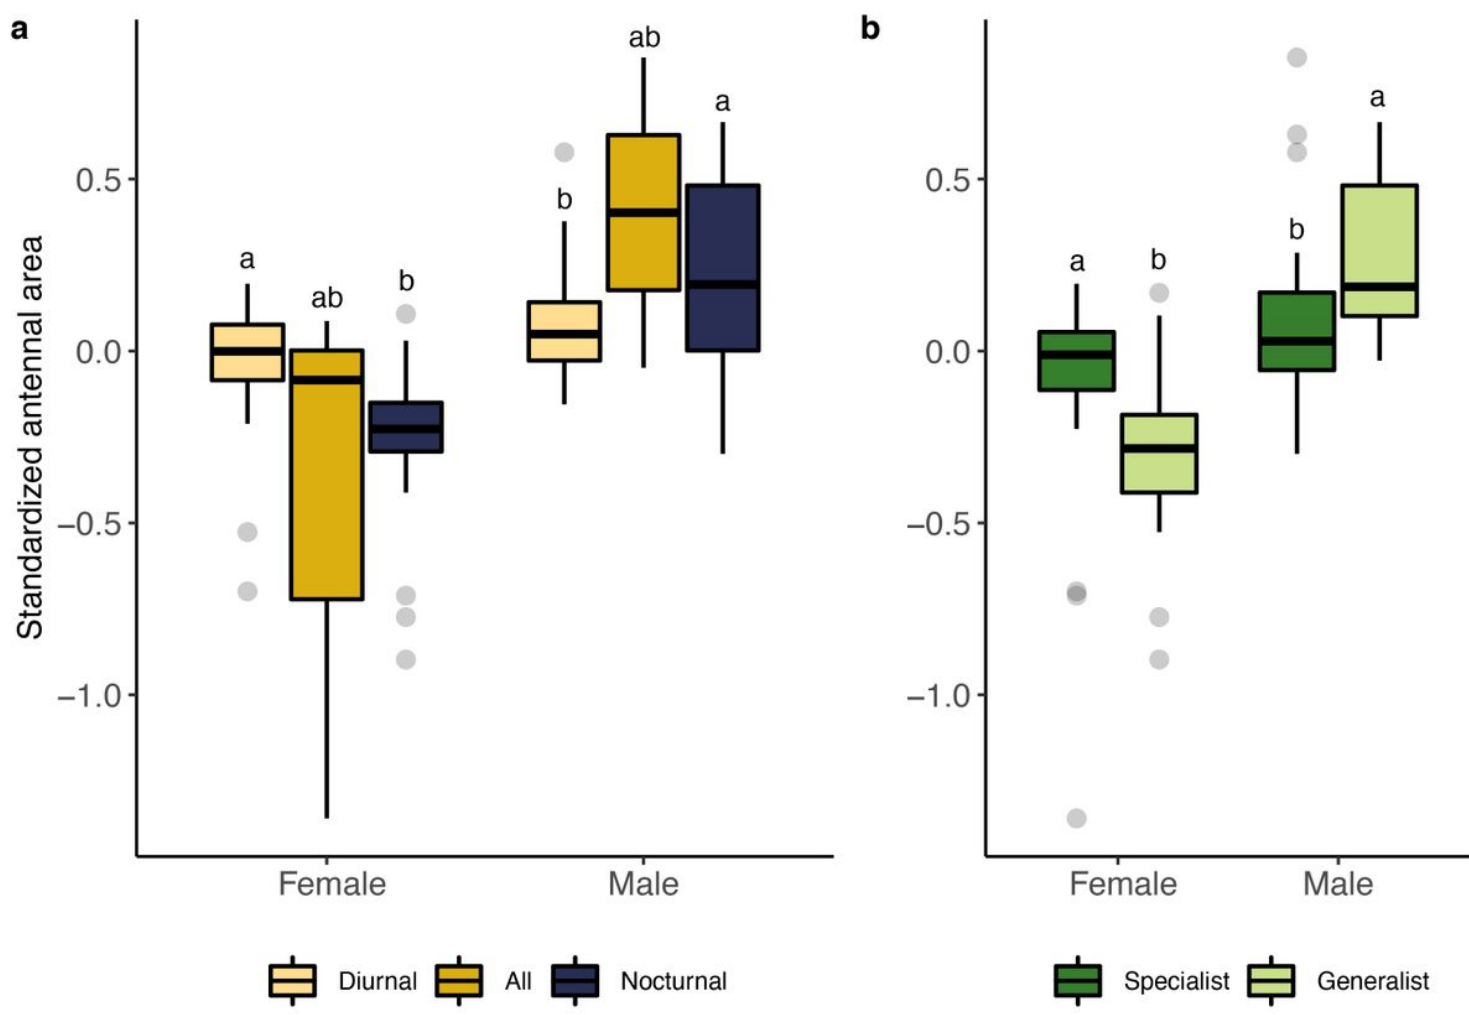 a
b
Standardized antennal area
0.5
0.0
−0.5
−1.0
a
ab
b
b
ab
a
Female
Male
Diurnal
All
Nocturnal
0.5
0.0
−0.5
−1.0
a
b
b
a
Female
Male
Specialist
Generalist